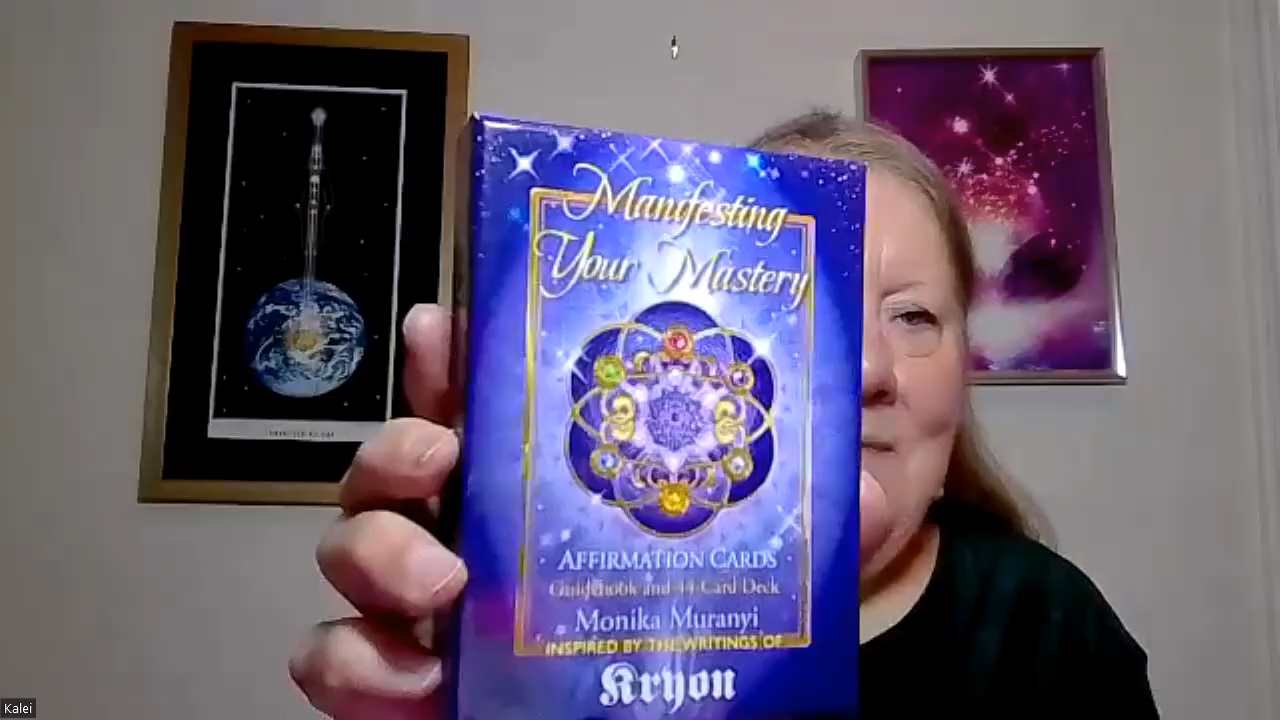 Manifesting
Your Mastery
AFFIRMATION CARDS
Guidebook and 44-Card Deck
Monika Muranyi
INSPIRED BY THE WRITINGS OF
Kryon
Kalei